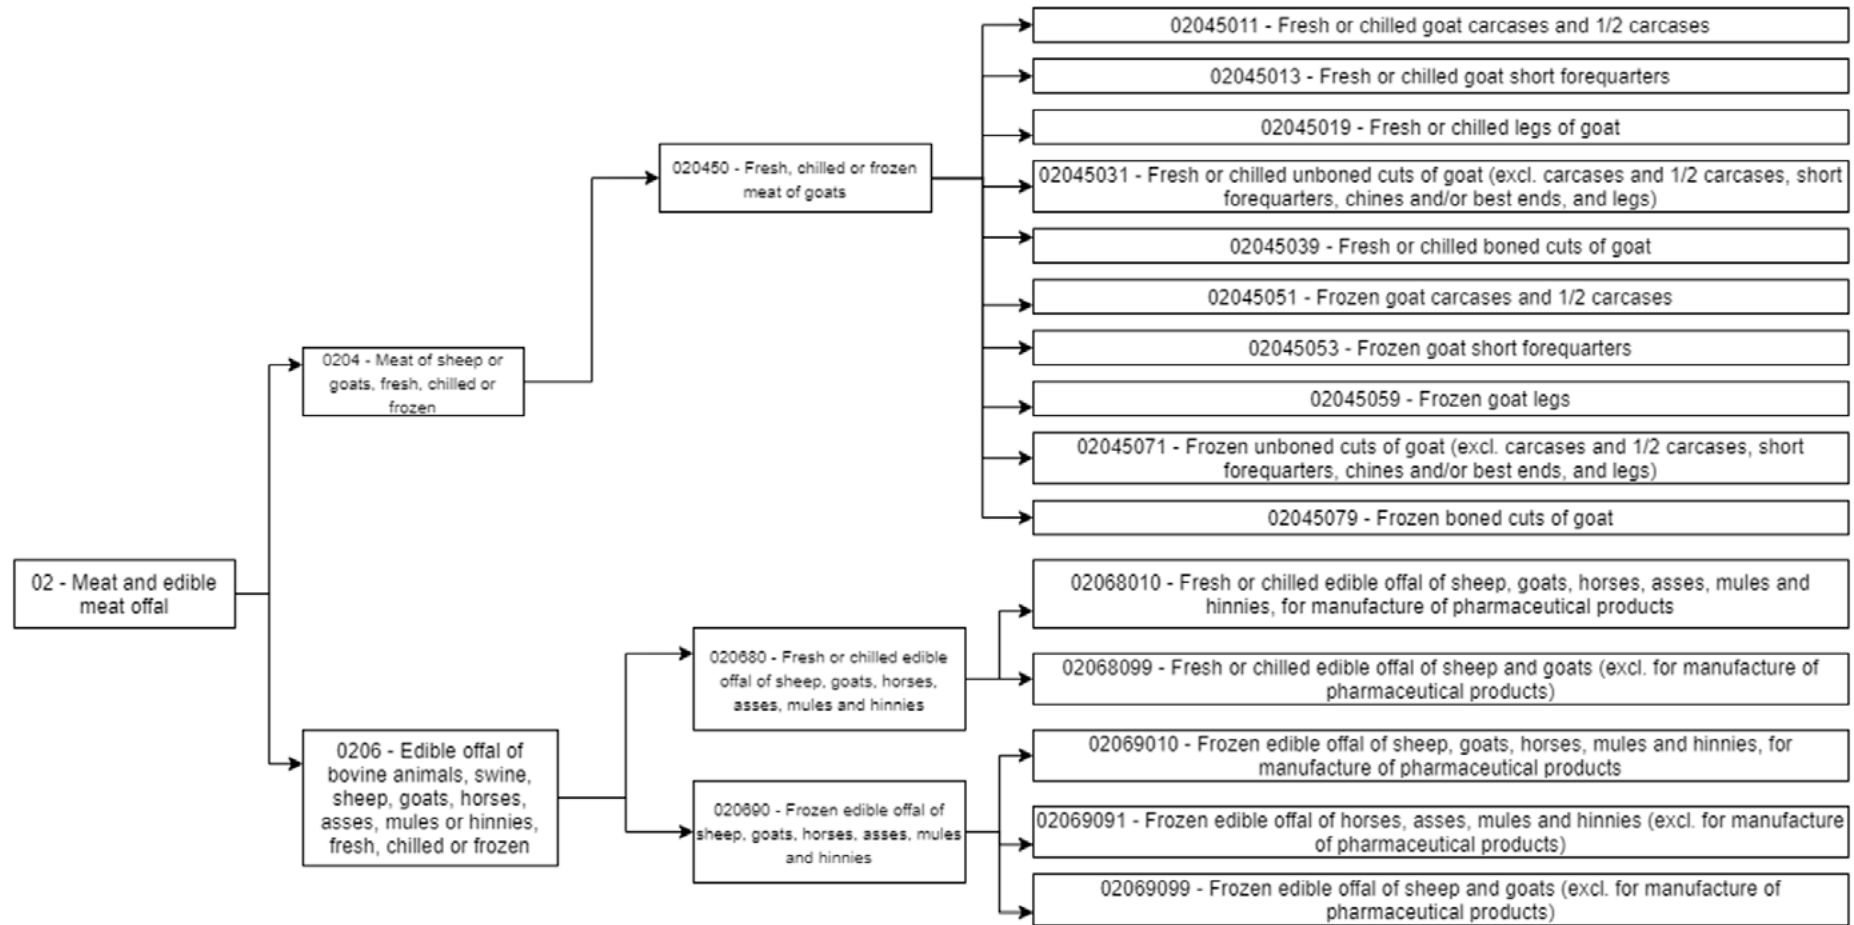 02045011 - Fresh or chilled goat carcases and 1/2 carcases
02045013 - Fresh or chilled goat short forequarters
02045019 - Fresh or chilled legs of goat
020450 - Fresh, chilled or frozen
meat of goats
02045031 - Fresh or chilled unboned cuts of goat (excl. carcases and 1/2 carcases, short
forequarters, chines and/or best ends, and legs)
02045039 - Fresh or chilled boned cuts of goat
02045051 - Frozen goat carcases and 1/2 carcases
0204 - Meat of sheep or
goats, fresh, chilled or
frozen
02045053 - Frozen goat short forequarters
02045059 - Frozen goat legs
02045071 - Frozen unboned cuts of goat (excl. carcases and 1/2 carcases, short
forequarters, chines and/or best ends, and legs)
02045079 - Frozen boned cuts of goat
02 - Meat and edible
meat offal
02068010 - Fresh or chilled edible offal of sheep, goats, horses, asses, mules and
hinnies, for manufacture of pharmaceutical products
020680 - Fresh or chilled edible
offal of sheep, goats, horses,
asses, mules and hinnies
02068099 - Fresh or chilled edible offal of sheep and goats (excl. for manufacture of
pharmaceutical products)
0206 - Edible offal of
bovine animals, swine,
sheep, goats, horses,
asses, mules or hinnies,
fresh, chilled or frozen
02069010 - Frozen edible offal of sheep, goats, horses, mules and hinnies, for
manufacture of pharmaceutical products
020690 - Frozen edible offal of
sheep, goats, horses, asses, mules
and hinnies
02069091 - Frozen edible offal of horses, asses, mules and hinnies (excl. for manufacture
of pharmaceutical products)
02069099 - Frozen edible offal of sheep and goats (excl. for manufacture of
pharmaceutical products)